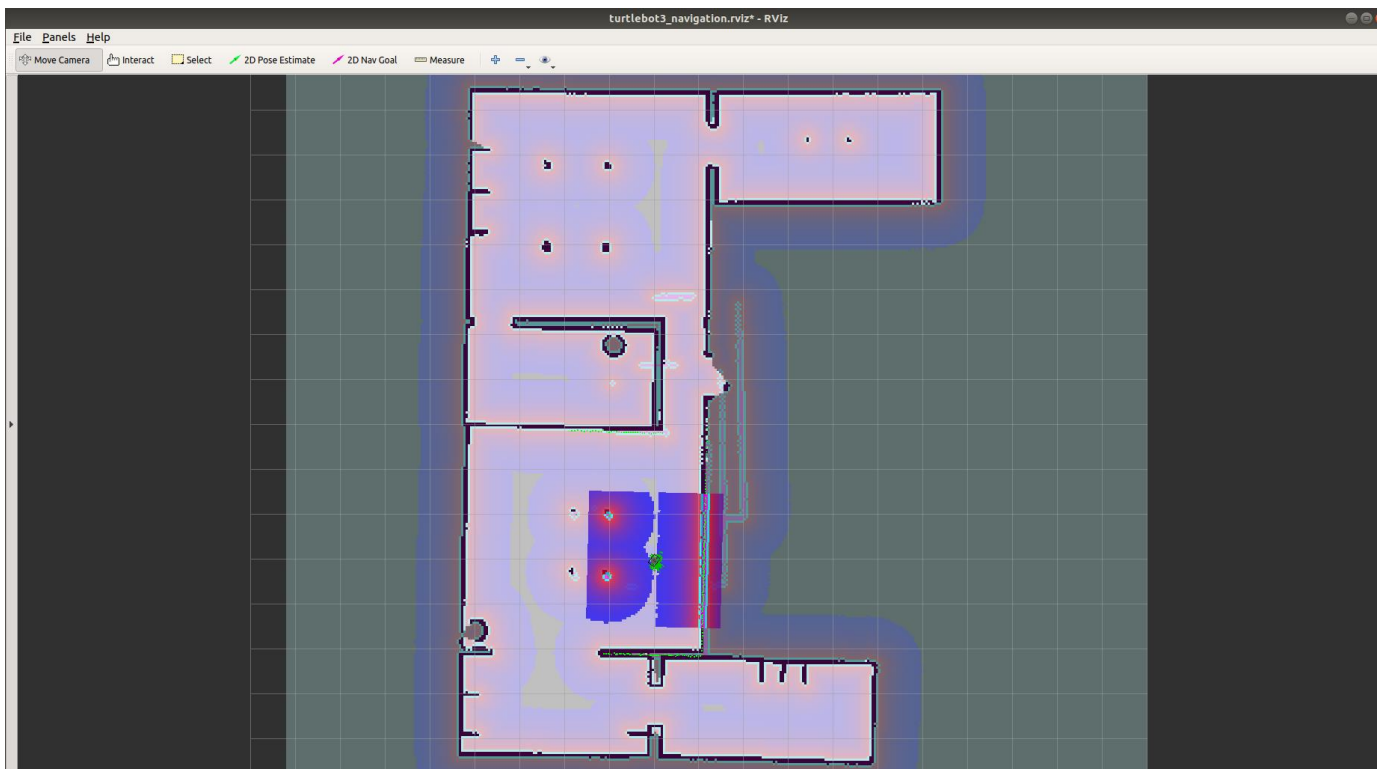 turtlebot3_navigation.rviz* - RViz
File Panels Help
Move Camera Interact Select 2D Pose Estimate 2D Nav Goal Measure